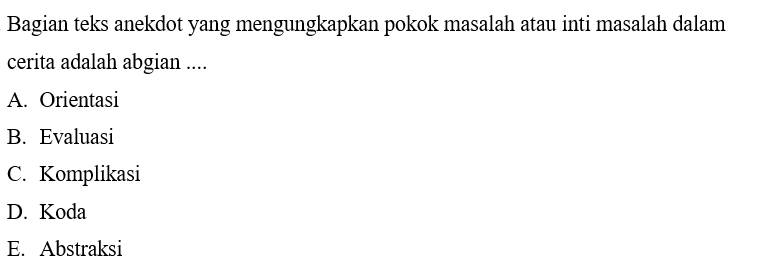 Bagian teks anekdot yang mengungkapkan pokok masalah atau inti masalah dalam
cerita adalah abgian ....
A. Orientasi
B. Evaluasi
C. Komplikasi
D. Koda
E. Abstraksi